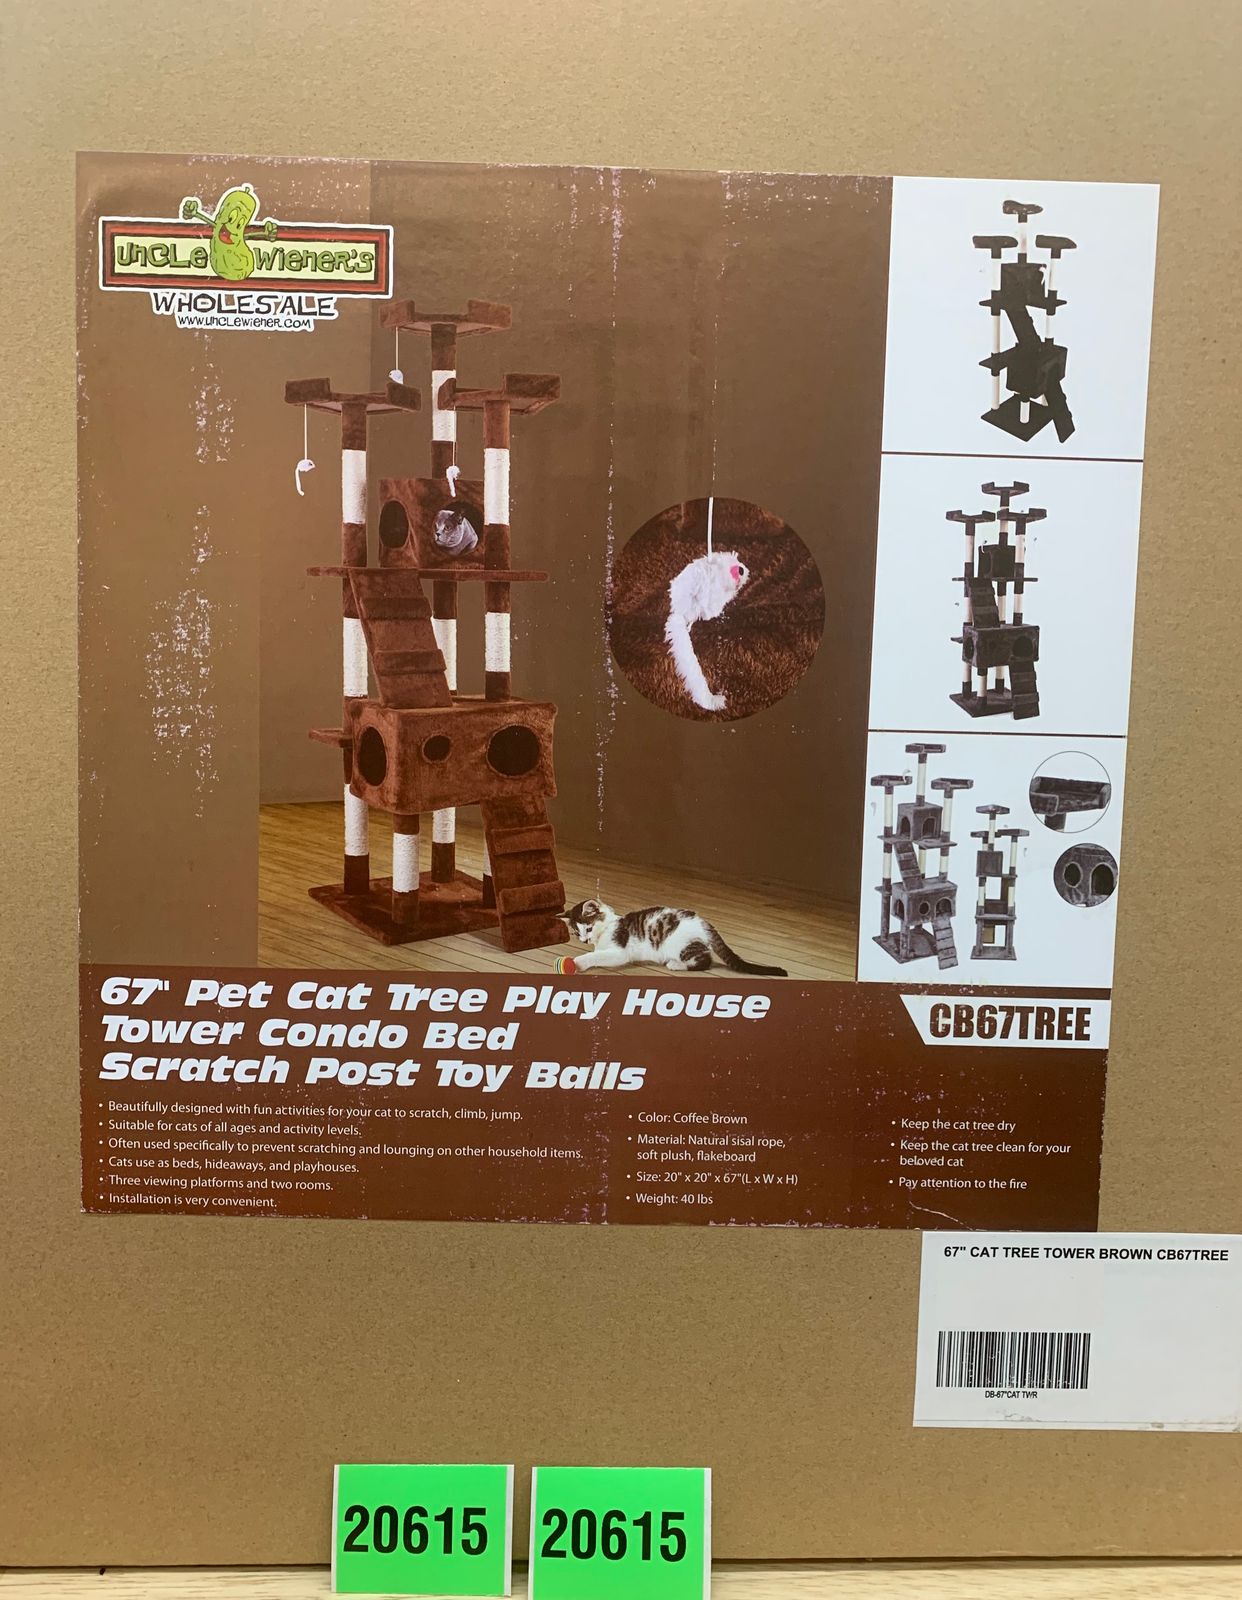 UNCLE WIENER'S
WHOLESALE
WWW.UNCLEWIENER.COM
67" Pet Cat Tree Play House
Tower Condo Bed
Scratch Post Toy Balls
CB67TREE
• Beautifully designed with fun activities for your cat to scratch, climb, jump.
• Suitable for cats of all ages and activity levels.
• Often used specifically to prevent scratching and lounging on other household items.
• Cats use as beds, hideaways, and playhouses.
• Three viewing platforms and two rooms.
• Installation is very convenient.
• Color: Coffee Brown
• Material: Natural sisal rope,
soft plush, flakeboard
• Size: 20" x 20" x 67"(L x W x H)
• Weight: 40 lbs
• Keep the cat tree dry
• Keep the cat tree clean for your
beloved cat
• Pay attention to the fire
67" CAT TREE TOWER BROWN CB67TREE
DB-67"CAT TWR
20615
20615